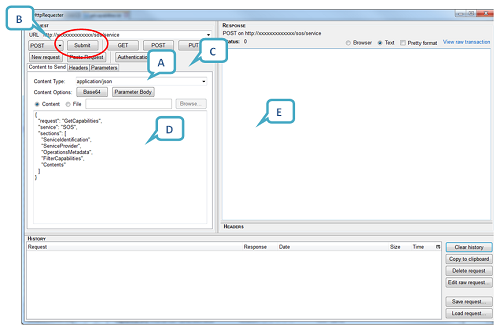 B
HttpRequester
REQUEST
URL http://xxxxxxxxxxxxx/sos/service
POST Submit GET POST PUT
New request Paste Request Authentication
Content to Send Headers Parameters
A
C
Content Type: application/json
Content Options: Base64 Parameter Body
Content File Browse...
{
"request": "GetCapabilities",
"service": "SOS",
"sections": [
"ServiceIdentification",
"ServiceProvider",
"OperationsMetadata",
"FilterCapabilities",
"Contents"
]
}
D
RESPONSE
POST on http://xxxxxxxxxxxxx/sos/service
Status: 0 Browser Text Pretty format View raw transaction
E
HEADERS
HISTORY
Request Response Date Size Time
Clear history
Copy to clipboard
Delete request
Edit raw request...
Save request...
Load request...